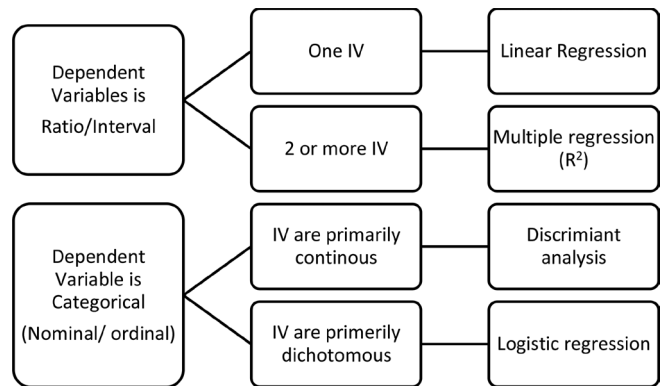 Dependent
Variables is
Ratio/Interval
One IV
Linear Regression
2 or more IV
Multiple regression
(R²)
Dependent
Variable is
Categorical
(Nominal/ ordinal)
IV are primarily
continous
Discrimiant
analysis
IV are primerily
dichotomous
Logistic regression